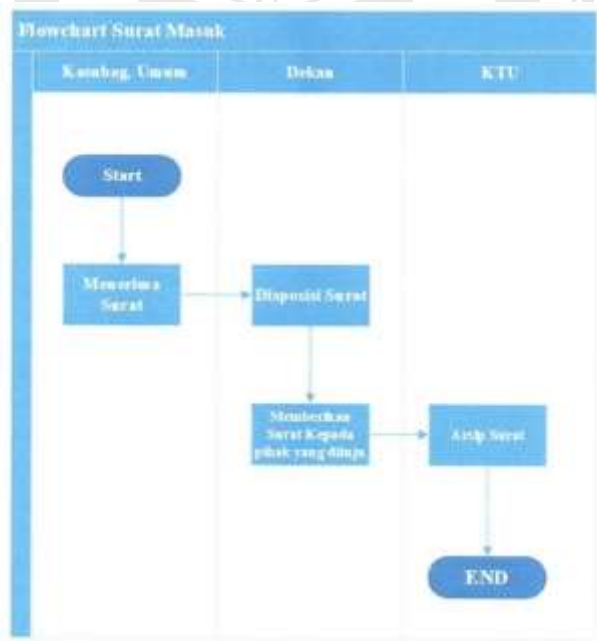 Flowchart Surat Masuk
Kasubag. Umum
Dekan
KTU
Start
Menerima
Surat
Disposisi Surat
Memberikan
Surat Kepada
pihak yang dituju
Arsip Surat
END